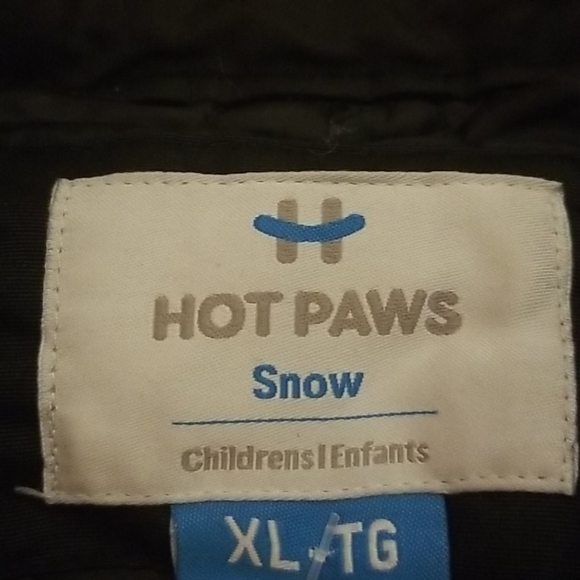 H
HOT PAWS
Snow
Childrens|Enfants
XL/TG